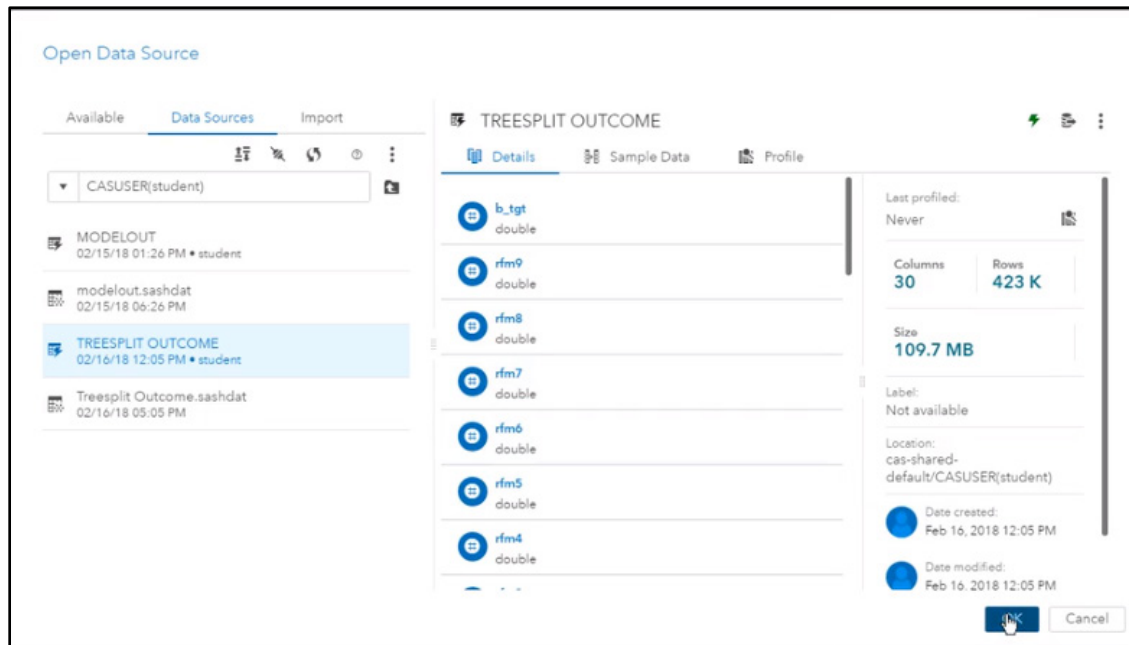 Open Data Source
Available Data Sources Import
CASUSER(student)
MODELOUT
02/15/18 01:26 PM • student
modelout.sashdat
02/15/18 06:26 PM
TREESPLIT OUTCOME
02/16/18 12:05 PM • student
Treesplit Outcome.sashdat
02/16/18 05:05 PM
TREESPLIT OUTCOME
Details Sample Data Profile
b_tgt
double
rfm9
double
rfm8
double
rfm7
double
rfm6
double
rfm5
double
rfm4
double
Last profiled:
Never
Columns Rows
30 423 K
Size
109.7 MB
Label:
Not available
Location:
cas-shared-
default/CASUSER(student)
Date created:
Feb 16, 2018 12:05 PM
Date modified:
Feb 16, 2018 12:05 PM
Cancel